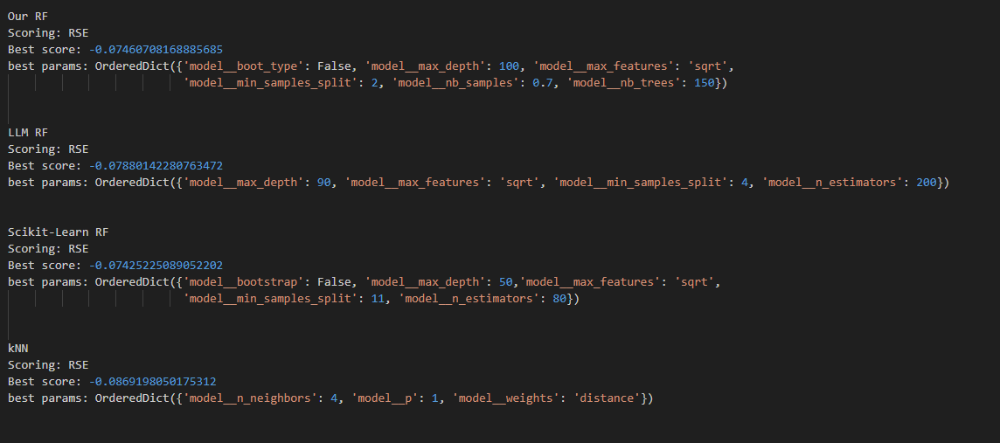 Our RF
Scoring: RSE
Best score: -0.07460708168885685
best params: OrderedDict({'model__boot_type': False, 'model__max_depth': 100, 'model__max_features': 'sqrt',
'model__min_samples_split': 2, 'model__nb_samples': 0.7, 'model__nb_trees': 150})
LLM RF
Scoring: RSE
Best score: -0.07880142280763472
best params: OrderedDict({'model__max_depth': 90, 'model__max_features': 'sqrt', 'model__min_samples_split': 4, 'model__n_estimators': 200})
Scikit-Learn RF
Scoring: RSE
Best score: -0.07425225089052202
best params: OrderedDict({'model__bootstrap': False, 'model__max_depth': 50,'model__max_features': 'sqrt',
'model__min_samples_split': 11, 'model__n_estimators': 80})
kNN
Scoring: RSE
Best score: -0.0869198050175312
best params: OrderedDict({'model__n_neighbors': 4, 'model__p': 1, 'model__weights': 'distance'})